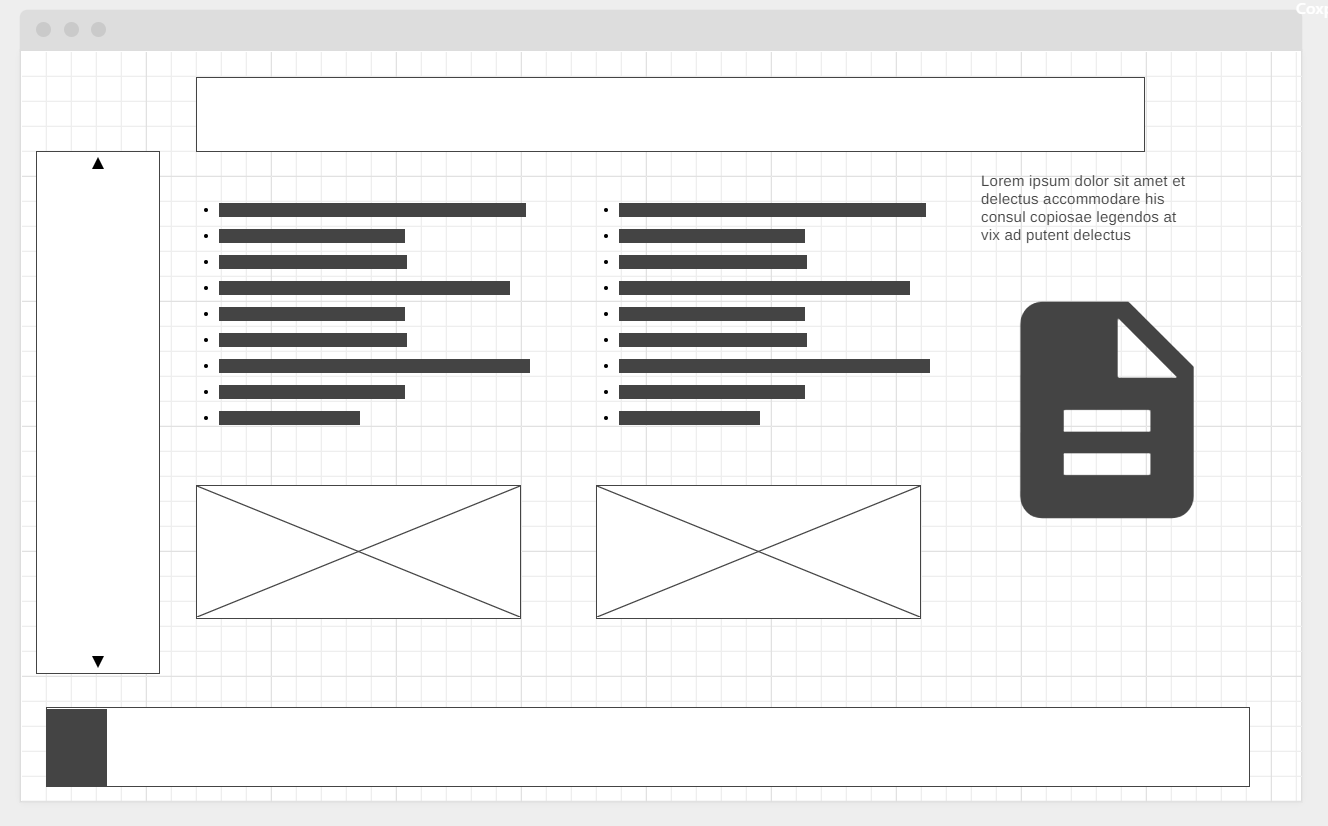 Lorem ipsum dolor sit amet et
delectus accommodare his
consul copiosae legendos at
vix ad putent delectus